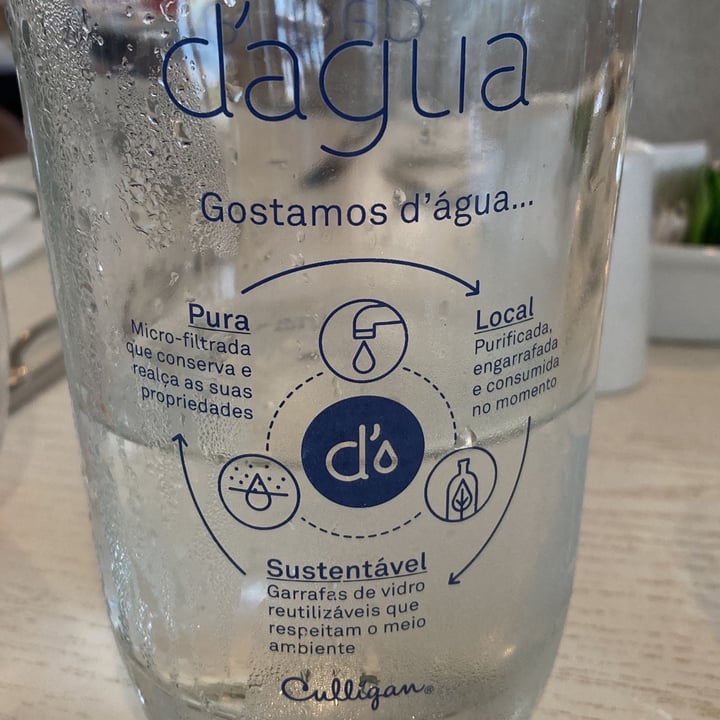 d'agua
Gostamos d'água...
Pura
Micro-filtrada
que conserva e
realça as suas
propriedades
Local
Purificada,
engarrafada
e consumida
no momento
d'
Sustentável
Garrafas de vidro
reutilizáveis que
respeitam o meio
ambiente
Culligan®